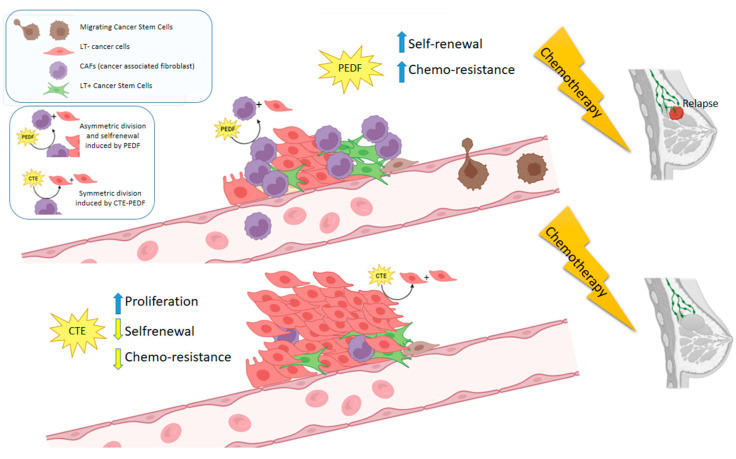 Migrating Cancer Stem Cells
LT- cancer cells
CAFs (cancer associated fibroblast)
LT+ Cancer Stem Cells
PEDF
+
Asymmetric division
and selfrenewal
induced by PEDF
CTE
+
Symmetric division
induced by CTE-PEDF
PEDF
+
PEDF
Self-renewal
Chemo-resistance
Chemotherapy
Relapse
CTE
Proliferation
Selfrenewal
Chemo-resistance
CTE
+
Chemotherapy